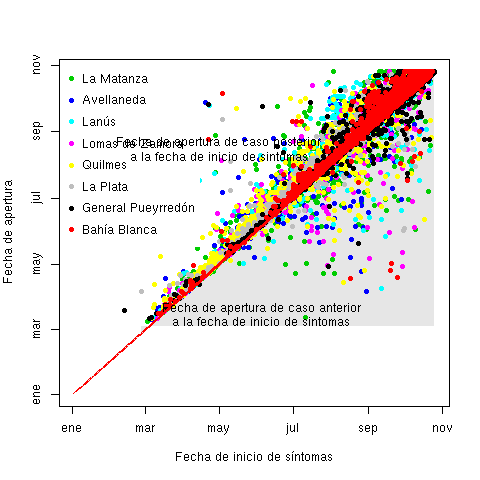 La Matanza
Avellaneda
Lanús
Lomas de Zamora
Quilmes
La Plata
General Pueyrredón
Bahía Blanca
Fecha de apertura de caso posterior
a la fecha de inicio de síntomas
Fecha de apertura de caso anterior
a la fecha de inicio de síntomas
Fecha de apertura
ene
mar
may
jul
sep
nov
ene
mar
may
jul
sep
nov
Fecha de inicio de síntomas